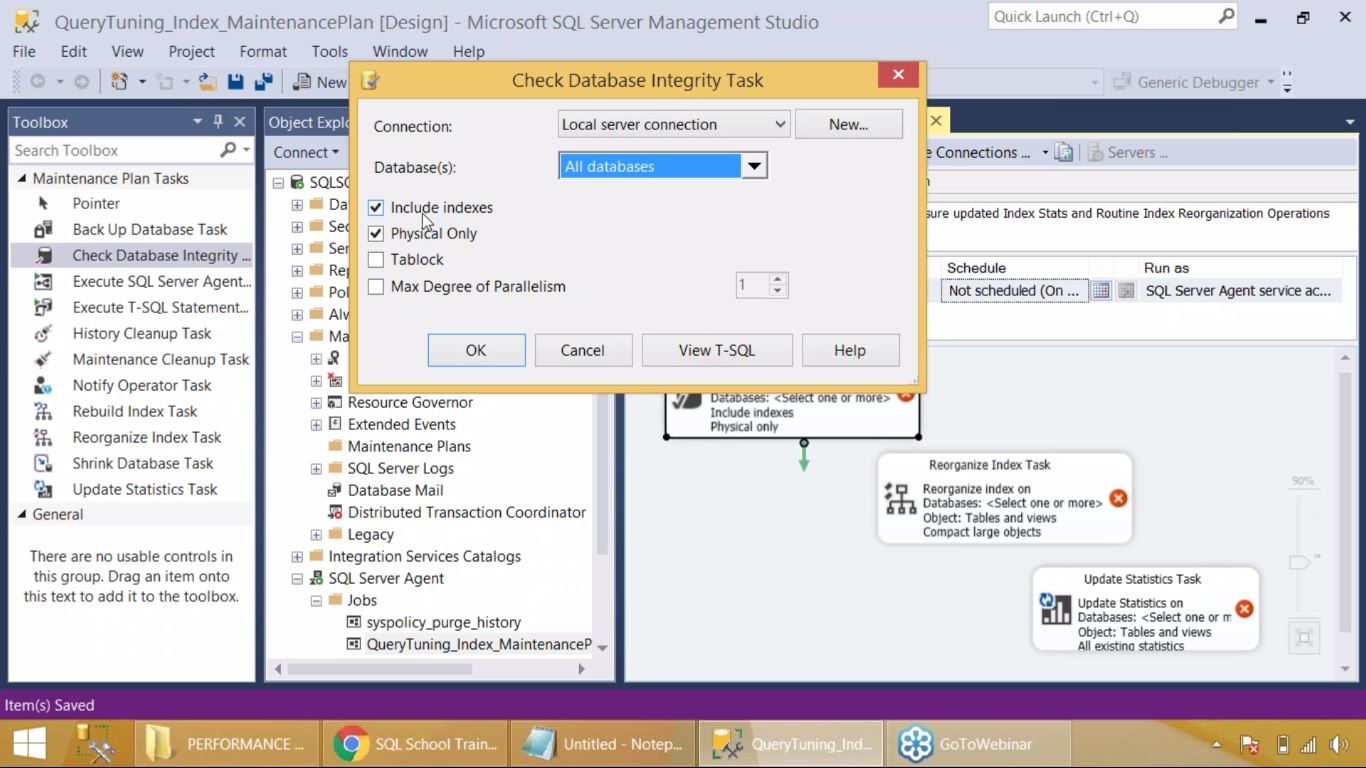 QueryTuning_Index_MaintenancePlan [Design] - Microsoft SQL Server Management Studio
Quick Launch (Ctrl+Q)
File Edit View Project Format Tools Window Help
New
Generic Debugger
Check Database Integrity Task
Connection:
Local server connection
New...
Database(s):
All databases
Include indexes
Physical Only
Tablock
Max Degree of Parallelism
1
OK
Cancel
View T-SQL
Help
Toolbox
Search Toolbox
Maintenance Plan Tasks
Pointer
Back Up Database Task
Check Database Integrity ...
Execute SQL Server Agent...
Execute T-SQL Statement...
History Cleanup Task
Maintenance Cleanup Task
Notify Operator Task
Rebuild Index Task
Reorganize Index Task
Shrink Database Task
Update Statistics Task
General
There are no usable controls in
this group. Drag an item onto
this text to add it to the toolbox.
Object Explo
Connect
SQLSC
Da
Sec
Ser
Rep
Pol
Alw
Ma
Resource Governor
Extended Events
Maintenance Plans
SQL Server Logs
Database Mail
Distributed Transaction Coordinator
Legacy
Integration Services Catalogs
SQL Server Agent
Jobs
syspolicy_purge_history
QueryTuning_Index_MaintenanceP
e Connections ...
Servers ...
sure updated Index Stats and Routine Index Reorganization Operations
Schedule
Run as
Not scheduled (On ...
SQL Server Agent service ac...
Databases: <Select one or more>
Include indexes
Physical only
Reorganize Index Task
Reorganize index on
Databases: <Select one or more>
Object: Tables and views
Compact large objects
Update Statistics Task
Update Statistics on
Databases: <Select one or m
Object: Tables and views
All existing statistics
90%
Item(s) Saved
PERFORMANCE ...
SQL School Train...
Untitled - Notep...
QueryTuning_Ind...
GoToWebinar